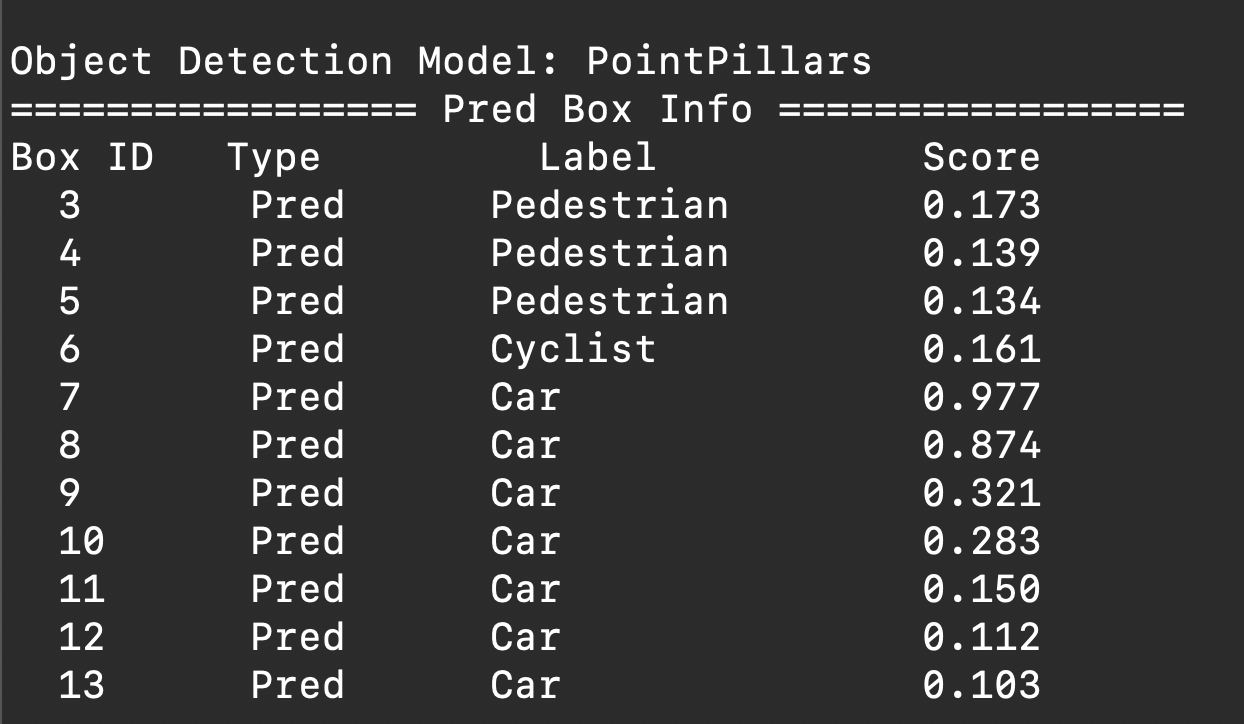 Object Detection Model: PointPillars
================= Pred Box Info =================
Box ID   Type         Label           Score
  3       Pred      Pedestrian        0.173
  4       Pred      Pedestrian        0.139
  5       Pred      Pedestrian        0.134
  6       Pred      Cyclist           0.161
  7       Pred      Car               0.977
  8       Pred      Car               0.874
  9       Pred      Car               0.321
  10      Pred      Car               0.283
  11      Pred      Car               0.150
  12      Pred      Car               0.112
  13      Pred      Car               0.103